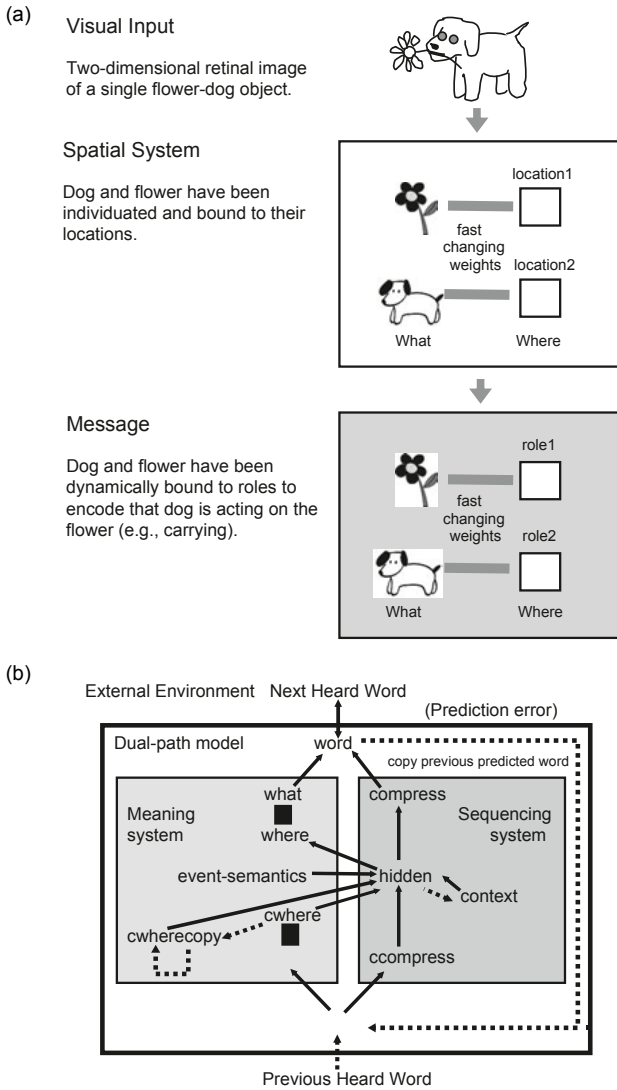 (a)
Visual Input
Two-dimensional retinal image
of a single flower-dog object.
Spatial System
Dog and flower have been
individuated and bound to their
locations.
location1
fast
changing
weights
location2
What
Where
Message
Dog and flower have been
dynamically bound to roles to
encode that dog is acting on the
flower (e.g., carrying).
role1
fast
changing
weights
role2
What
Where
(b)
External Environment
Next Heard Word
(Prediction error)
Dual-path model
word
copy previous predicted word
what
compress
Meaning
system
Sequencing
system
where
event-semantics
hidden
context
cwhere
cwherecopy
ccompress
Previous Heard Word